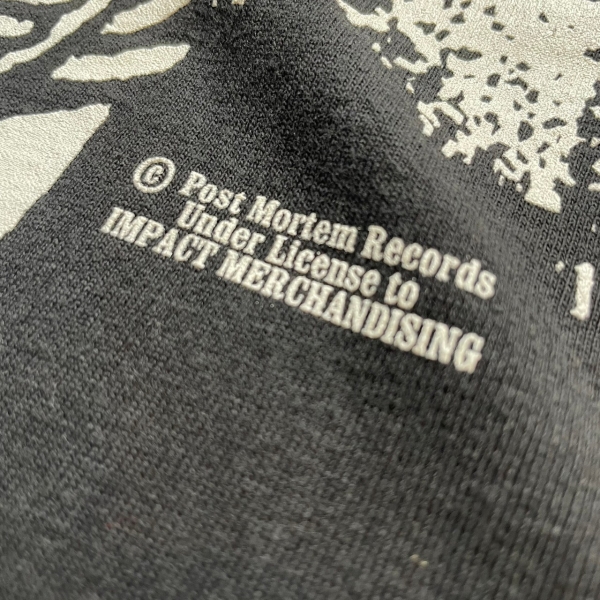 © Post Mortem Records
Under License to
IMPACT MERCHANDISING